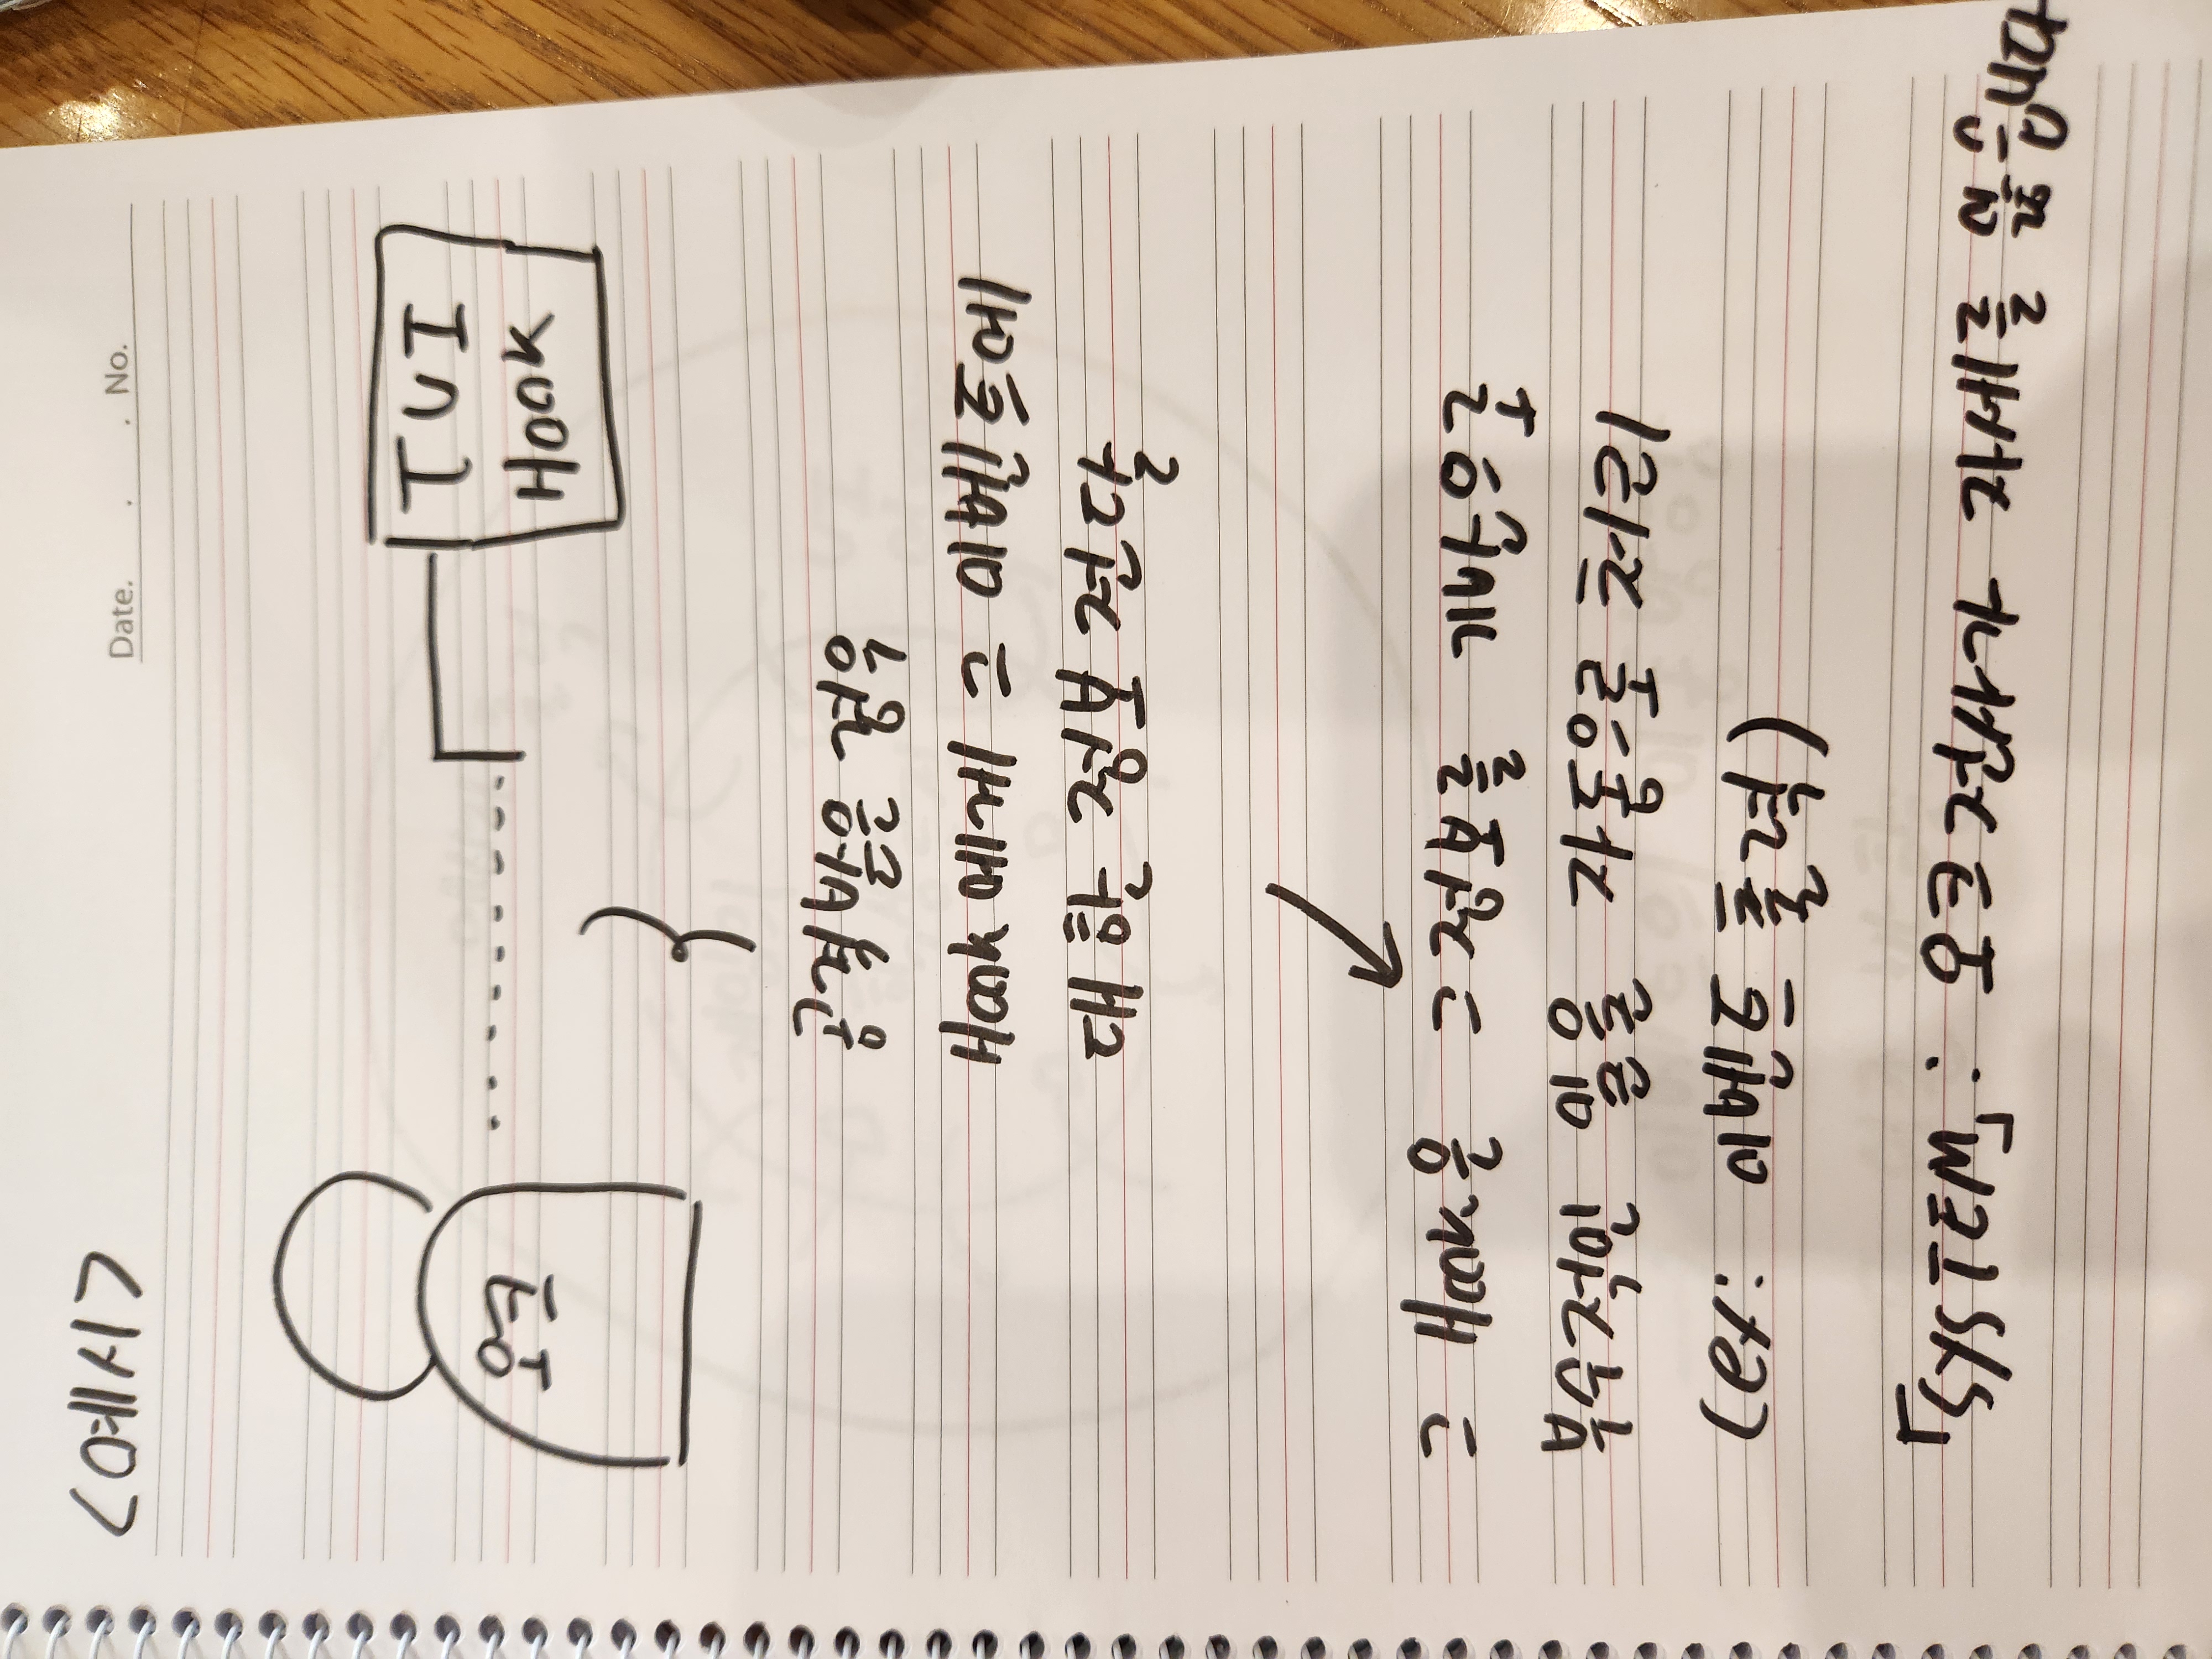 <예시>
Date. . . No.
오크
TUI
Hook
공격받은 경우
Hook에게 그 이벤트에
대한 정보 전달
그 Hook은 그 정보를 기반으로
부수적인 일을 자동으로 처리
(ex: 이벤트 출력)
「SYSTEM」: 오크 전사가 자세를 잃습니다